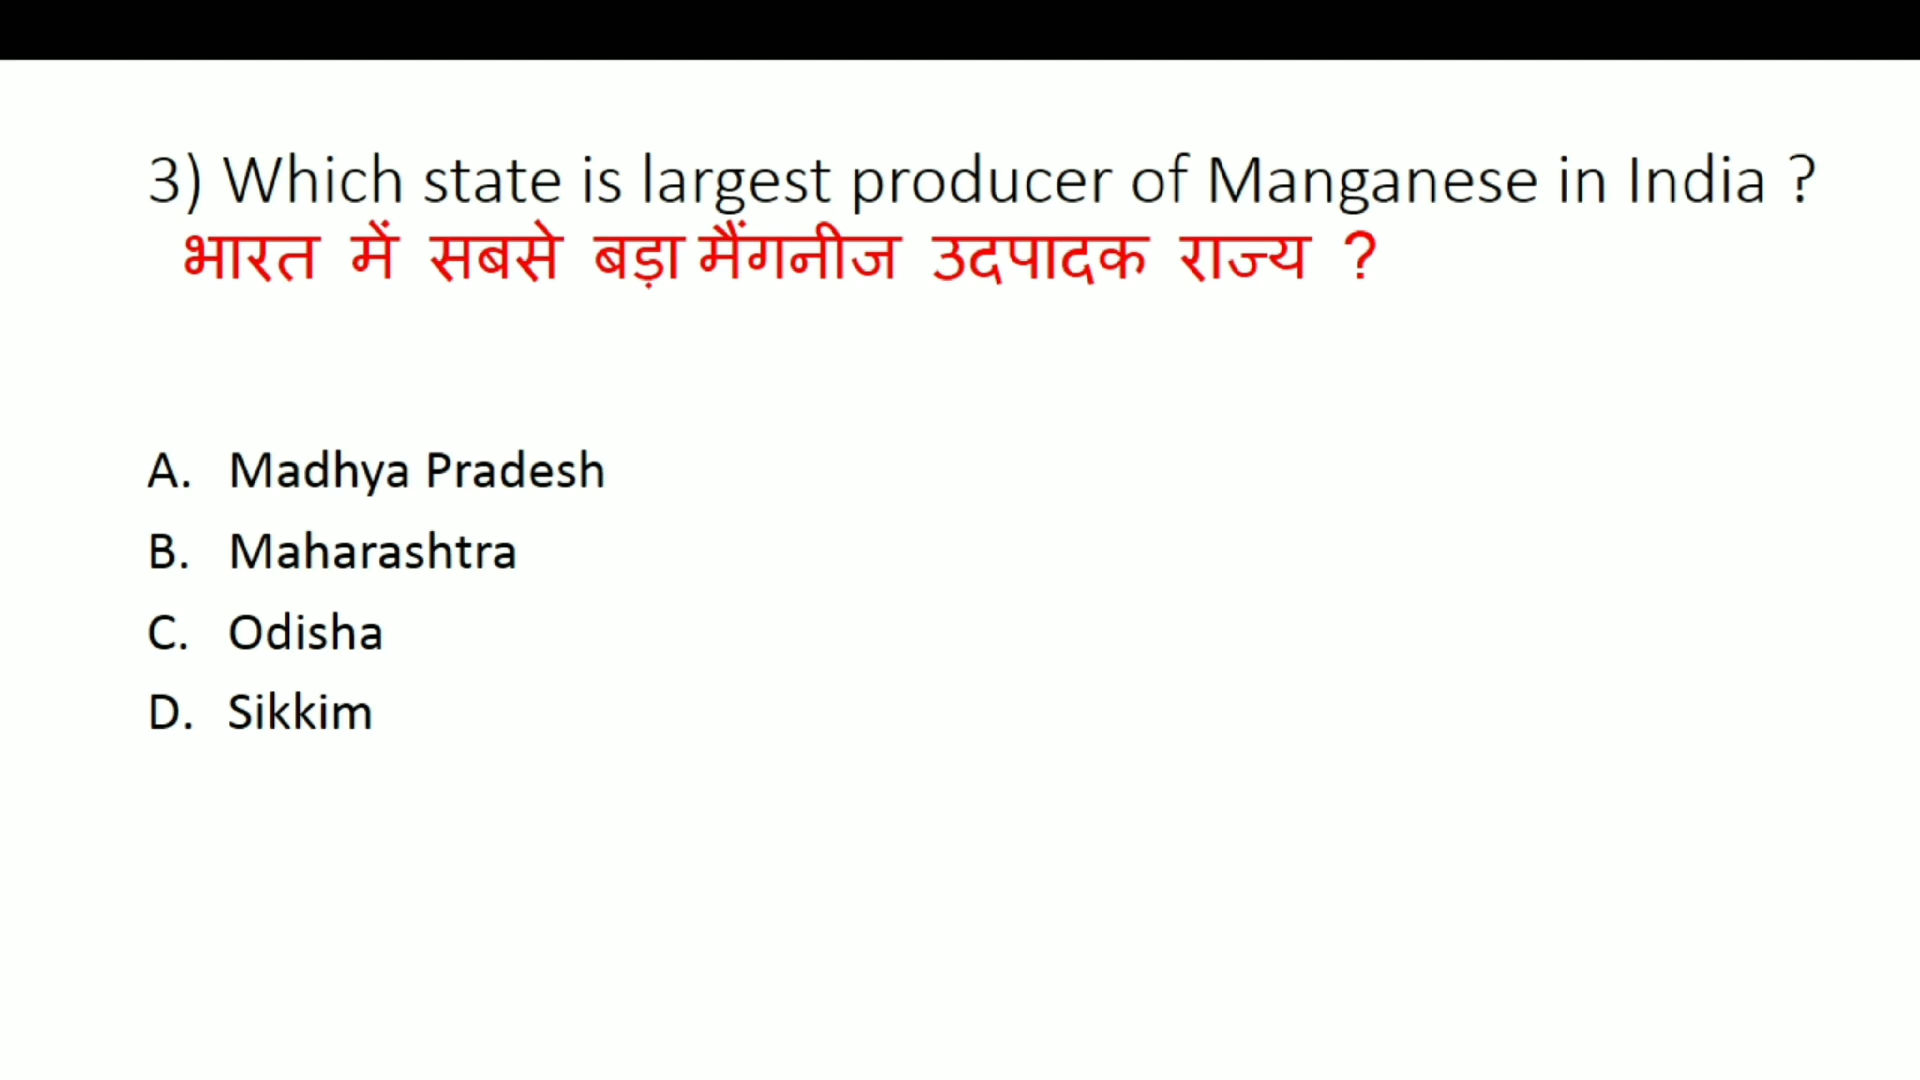 3) Which state is largest producer of Manganese in India ?
भारत में सबसे बड़ा मैंगनीज उदपादक राज्य ?
A. Madhya Pradesh
B. Maharashtra
C. Odisha
D. Sikkim